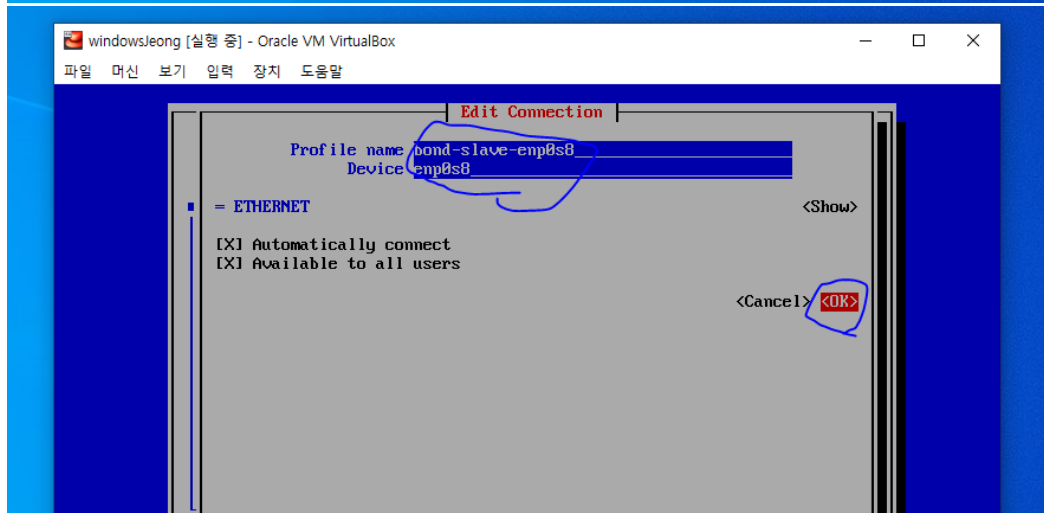 windowsJeong [실행 중] - Oracle VM VirtualBox
파일 머신 보기 입력 장치 도움말
Edit Connection
Profile name bond-slave-enp0s8
Device enp0s8
= ETHERNET <Show>
[X] Automatically connect
[X] Available to all users
<Cancel> <OK>